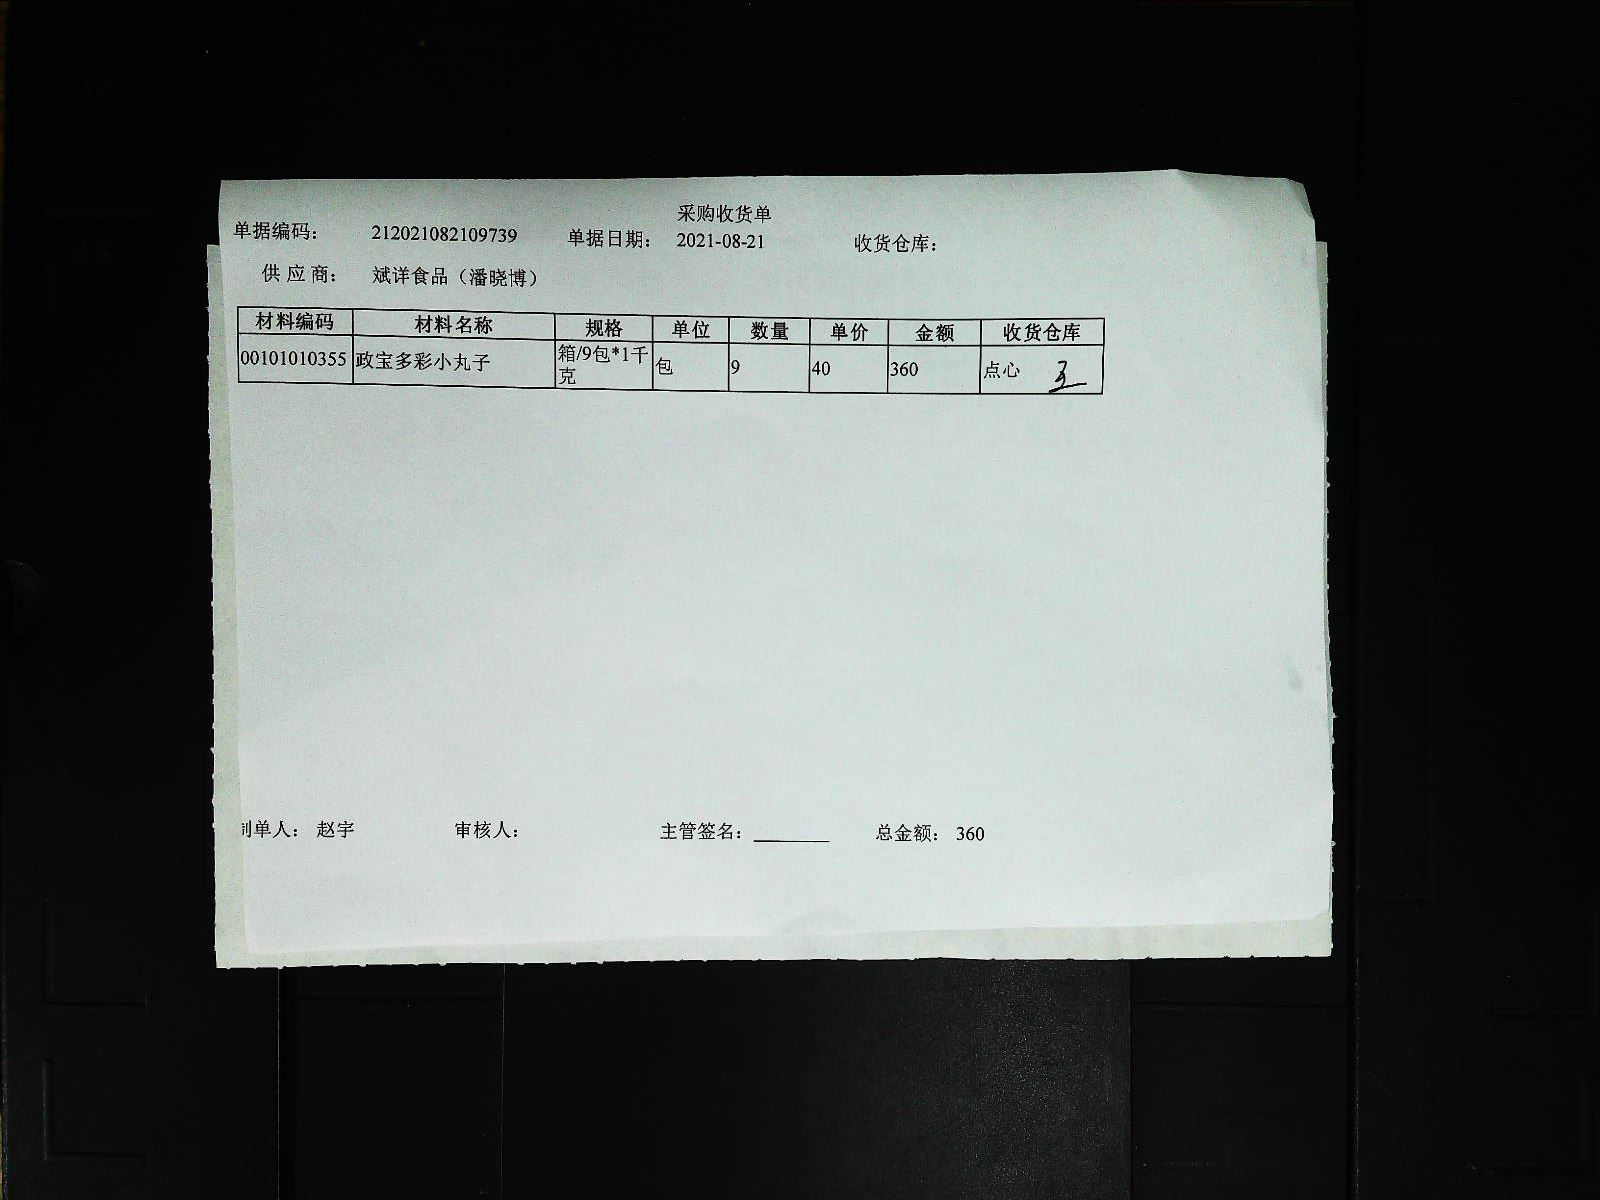 采购收货单
单据编码： 212021082109739 单据日期： 2021-08-21 收货仓库：
供应商： 斌详食品（潘晓博）
材料编码 材料名称 规格 单位 数量 单价 金额 收货仓库
00101010355 政宝多彩小丸子 箱/9包*1千克 包 9 40 360 点心
制单人： 赵宇 审核人： 主管签名： 总金额： 360